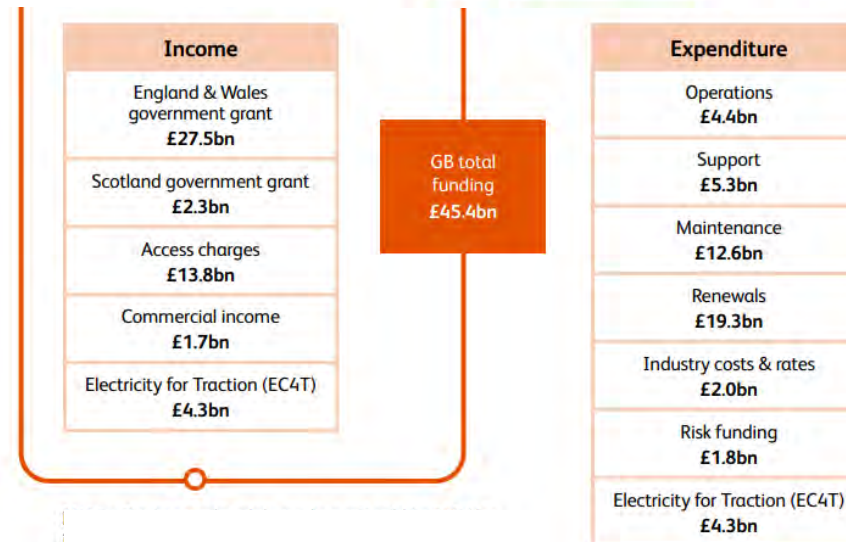 Income
England & Wales
government grant
£27.5bn
Scotland government grant
£2.3bn
Access charges
£13.8bn
Commercial income
£1.7bn
Electricity for Traction (EC4T)
£4.3bn
GB total
funding
£45.4bn
Expenditure
Operations
£4.4bn
Support
£5.3bn
Maintenance
£12.6bn
Renewals
£19.3bn
Industry costs & rates
£2.0bn
Risk funding
£1.8bn
Electricity for Traction (EC4T)
£4.3bn